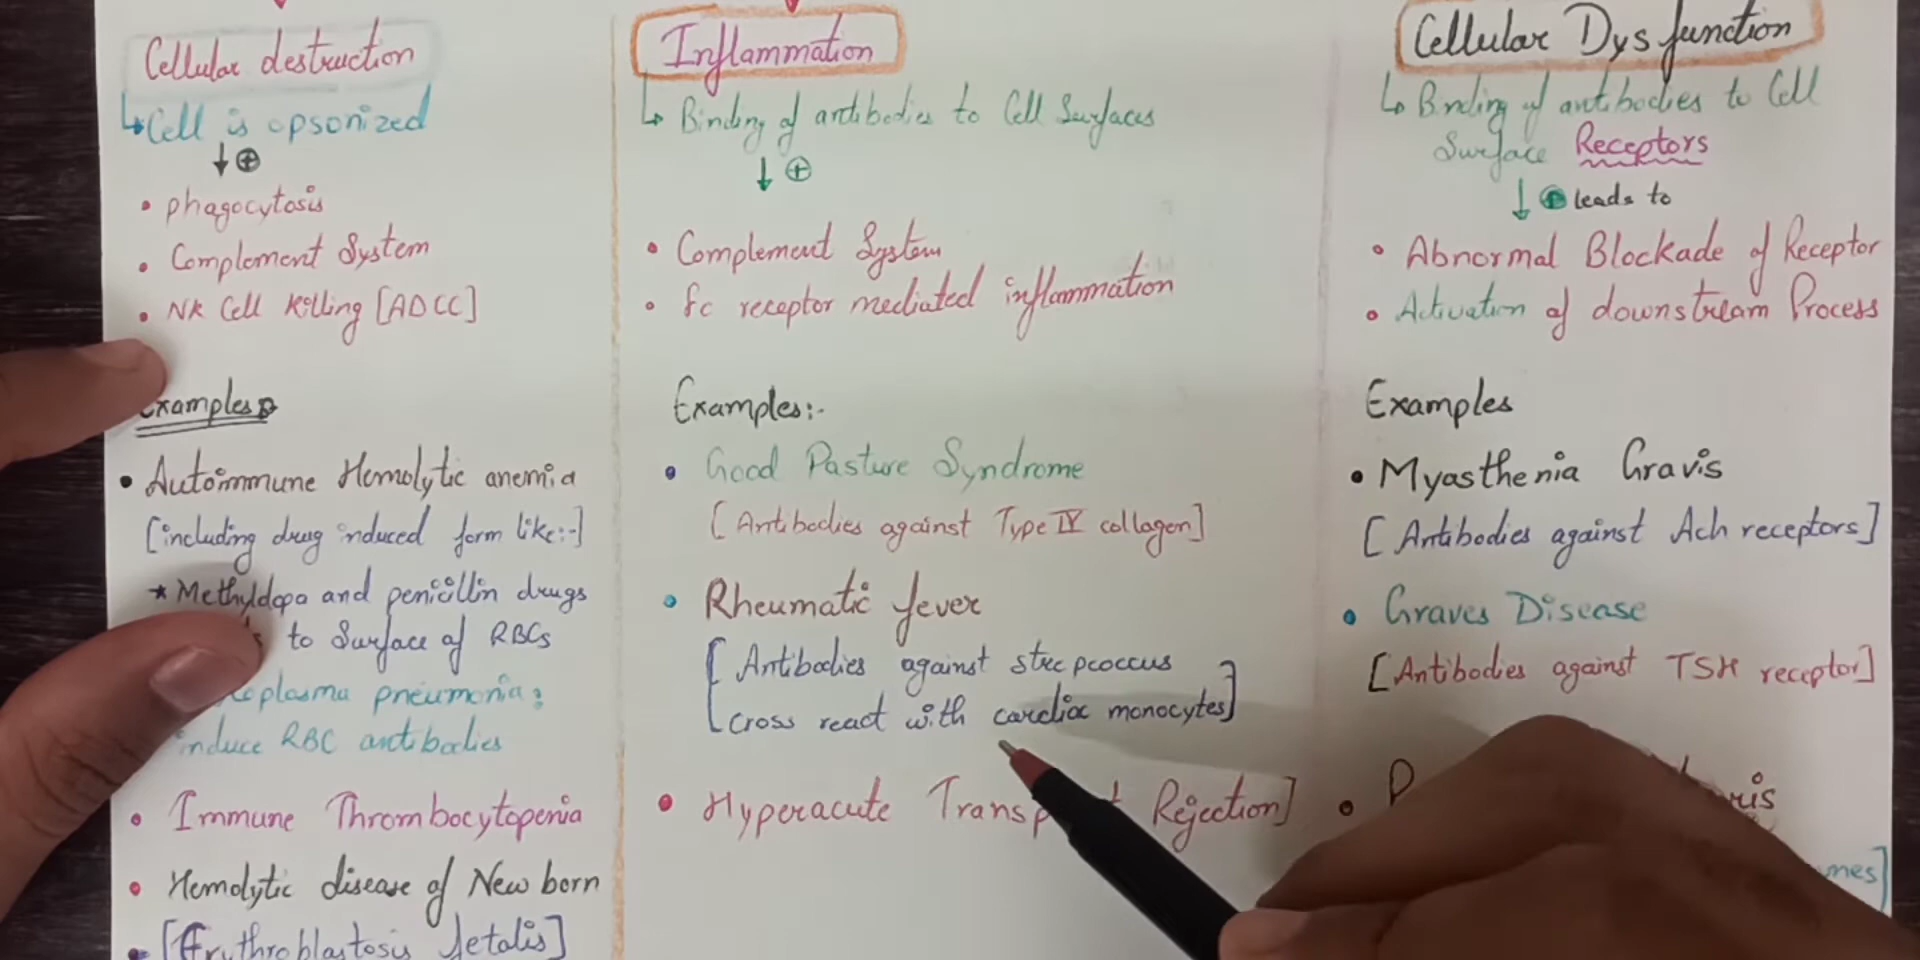 Cellular destruction
↳ Cell is opsonized
↓⊕
• phagocytosis
• Complement System
• NK Cell Killing [ADCC]
Examples
• Autoimmune Hemolytic anemia
[including drug induced form like:-]
* Methyldopa and penicillin drugs
to Surface of RBCs
plasma pneumonia:
induce RBC antibodies
• Immune Thrombocytopenia
• Hemolytic disease of New born
• [Erythroblastosis fetalis]
Inflammation
↳ Binding of antibodies to Cell Surfaces
↓ ⊕
• Complement System
• Fc receptor mediated inflammation
Examples:-
• Good Pasture Syndrome
[Antibodies against Type IV collagen]
• Rheumatic fever
[Antibodies against strepcoccus
cross react with cardiac monocytes]
• Hyperacute Rejection]
Cellular Dysfunction
↳ Binding of antibodies to Cell
Surface Receptors
↓ leads to
• Abnormal Blockade of Receptor
• Activation of downstream Process
Examples
• Myasthenia Gravis
[Antibodies against Ach receptors]
• Graves Disease
[Antibodies against TSH receptor]